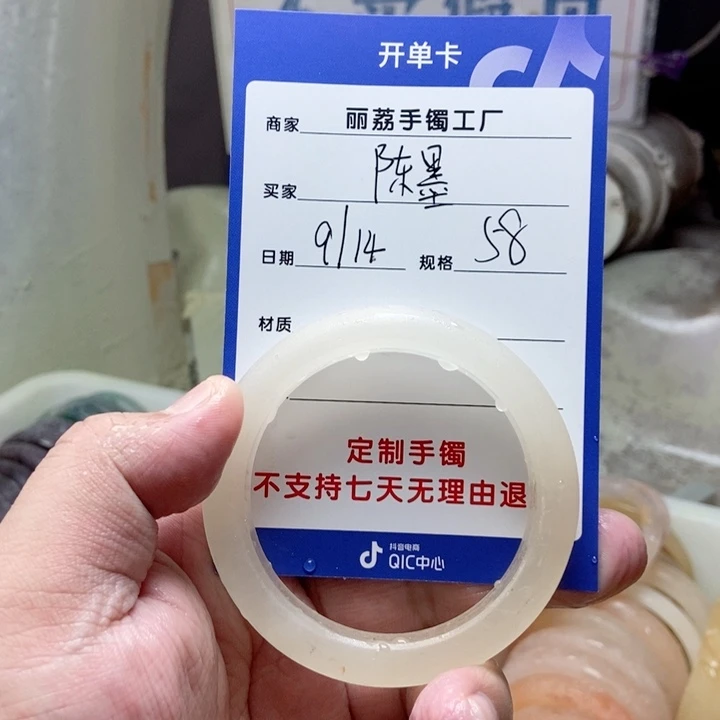 开单卡
商家 丽荔手镯工厂
买家 陈墨
日期 9/14 规格 58
材质
定制手镯
不支持七天无理由退
抖音电商
QIC中心